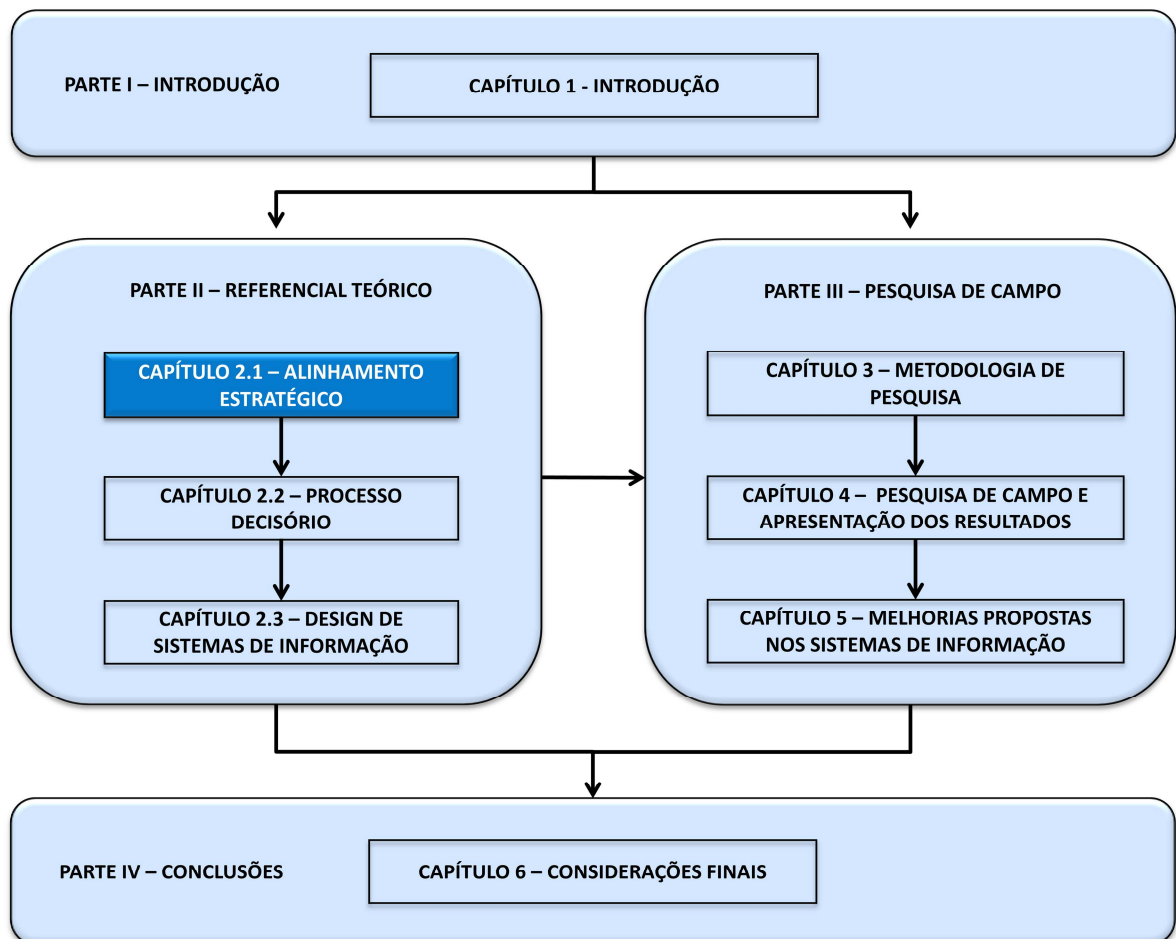 PARTE I – INTRODUÇÃO
CAPÍTULO 1 - INTRODUÇÃO
PARTE II – REFERENCIAL TEÓRICO
CAPÍTULO 2.1 – ALINHAMENTO
ESTRATÉGICO
CAPÍTULO 2.2 – PROCESSO
DECISÓRIO
CAPÍTULO 2.3 – DESIGN DE
SISTEMAS DE INFORMAÇÃO
PARTE III – PESQUISA DE CAMPO
CAPÍTULO 3 – METODOLOGIA DE
PESQUISA
CAPÍTULO 4 – PESQUISA DE CAMPO E
APRESENTAÇÃO DOS RESULTADOS
CAPÍTULO 5 – MELHORIAS PROPOSTAS
NOS SISTEMAS DE INFORMAÇÃO
PARTE IV – CONCLUSÕES
CAPÍTULO 6 – CONSIDERAÇÕES FINAIS